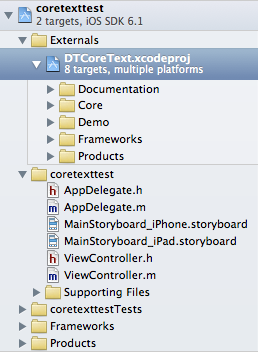 coretexttest
2 targets, iOS SDK 6.1
Externals
DTCoreText.xcodeproj
8 targets, multiple platforms
Documentation
Core
Demo
Frameworks
Products
coretexttest
h AppDelegate.h
m AppDelegate.m
MainStoryboard_iPhone.storyboard
MainStoryboard_iPad.storyboard
h ViewController.h
m ViewController.m
Supporting Files
coretexttestTests
Frameworks
Products